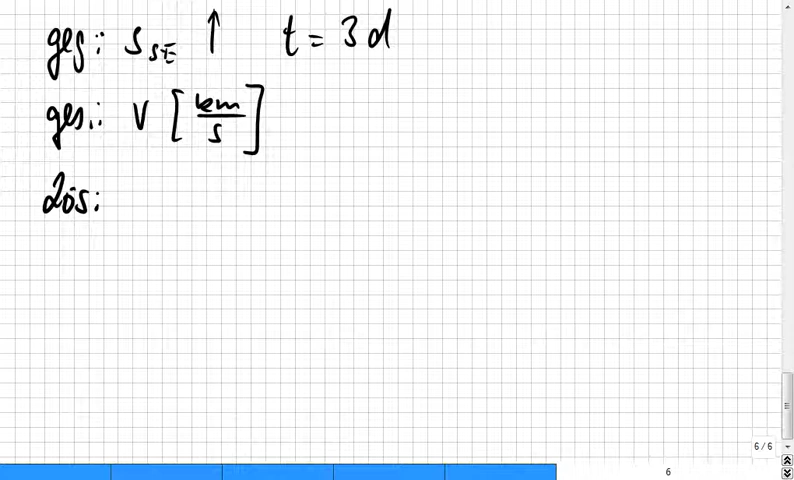 geg.: s_SE ↑ t = 3 d
ges.: v [km/s]
Lös:
6/6
6